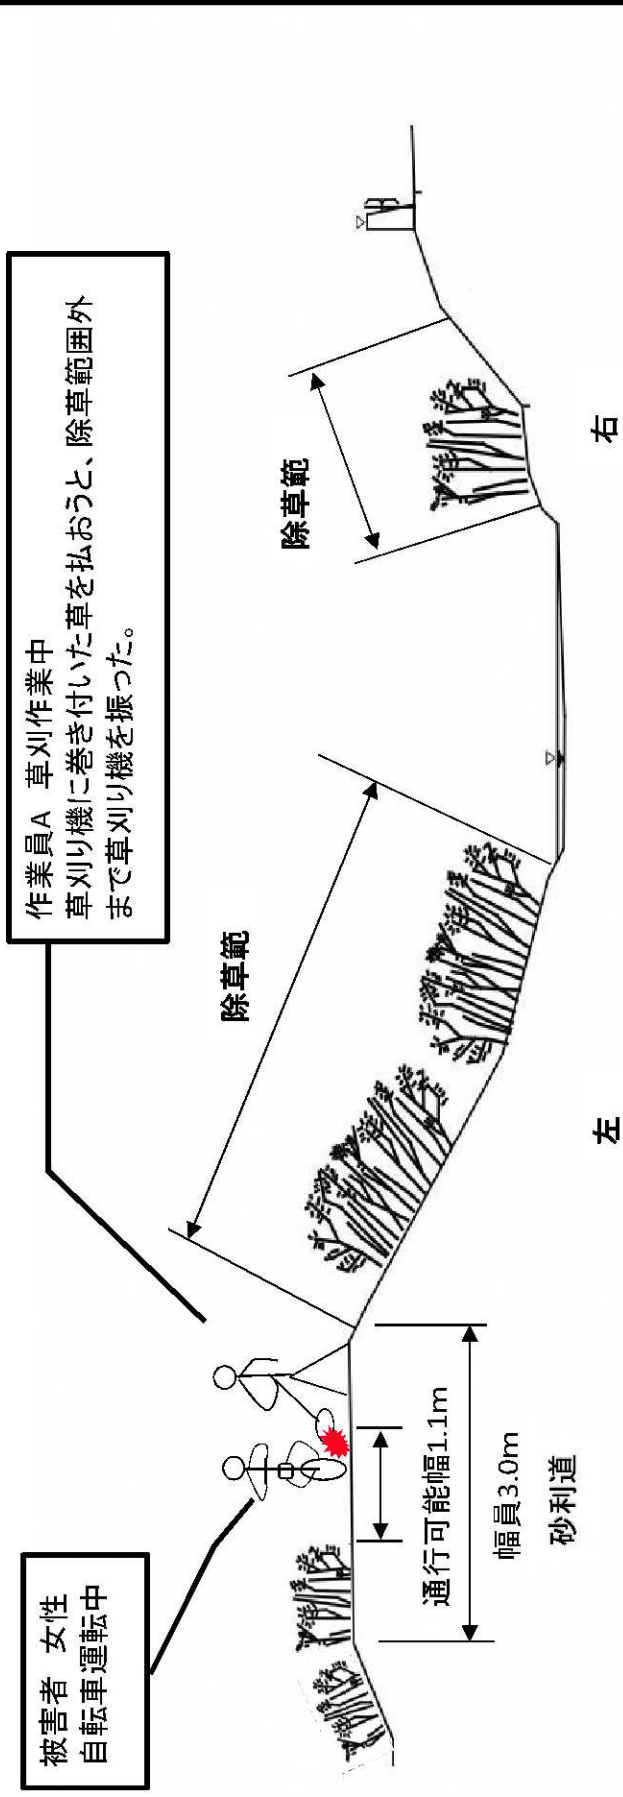 作業員A 草刈作業中
草刈り機に巻き付いた草を払おうと、除草範囲外
まで草刈り機を振った。
被害者 女性
自転車運転中
除草範
除草範
通行可能幅1.1m
幅員3.0m
砂利道
左
右